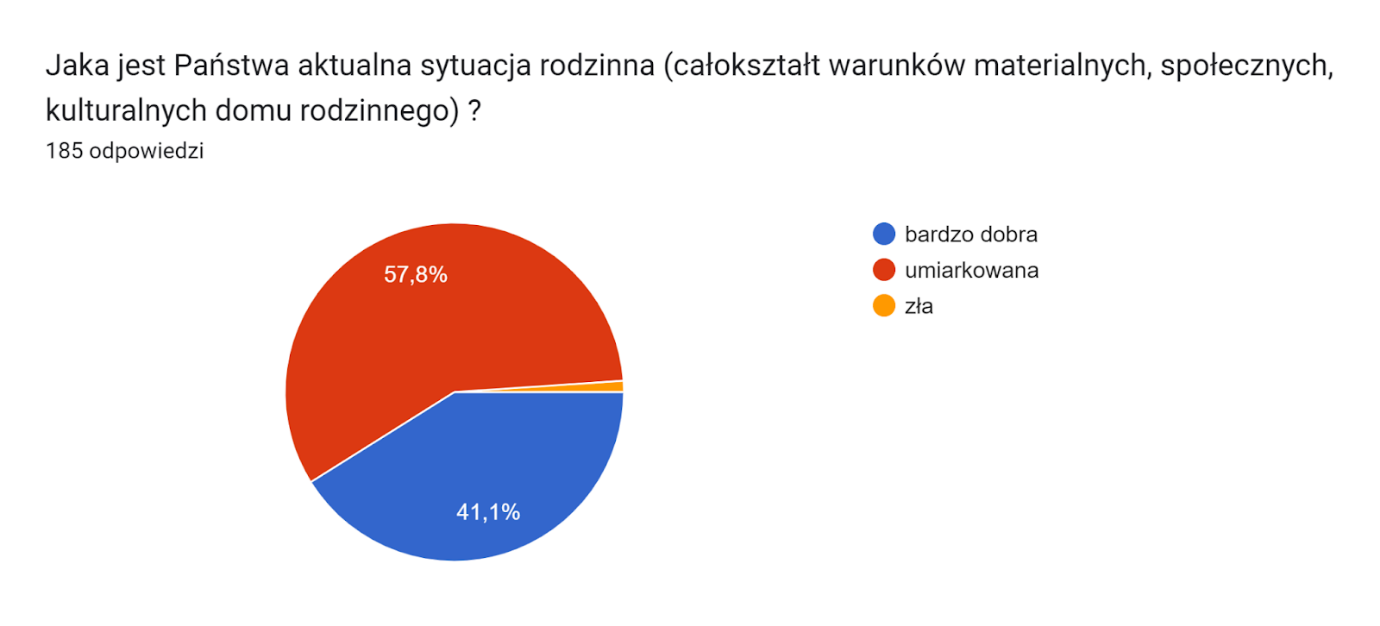 Jaka jest Państwa aktualna sytuacja rodzinna (całokształt warunków materialnych, społecznych,
kulturalnych domu rodzinnego) ?
185 odpowiedzi
57,8%
41,1%
bardzo dobra
umiarkowana
zła